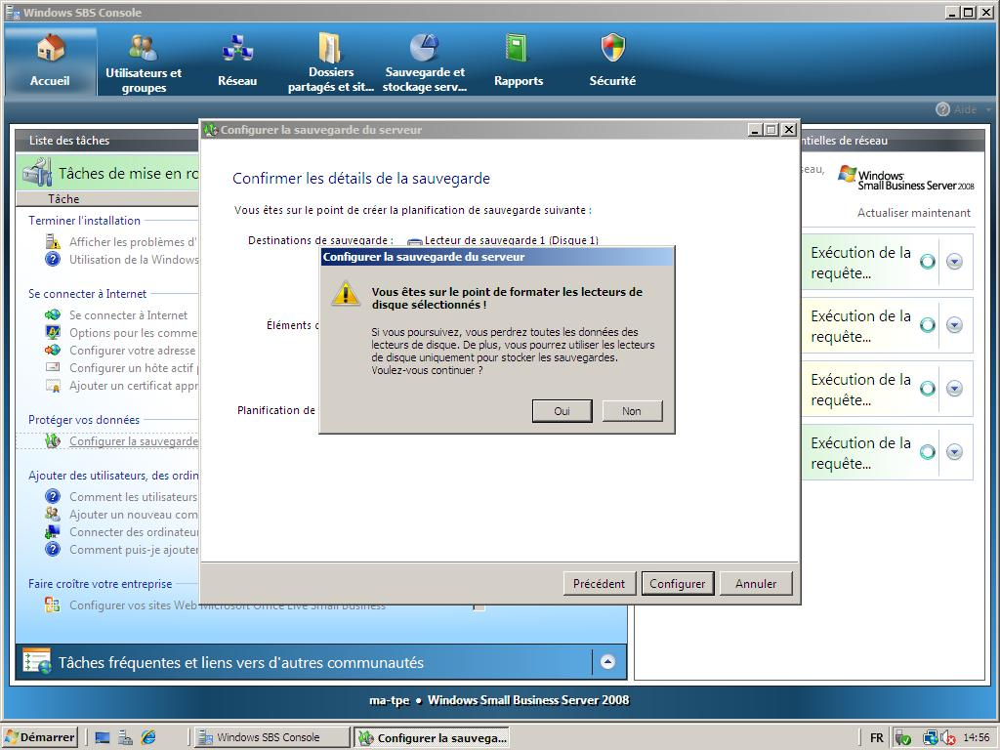 Windows SBS Console
Accueil
Utilisateurs et
groupes
Réseau
Dossiers
partagés et sit...
Sauvegarde et
stockage serv...
Rapports
Sécurité
Aide
Liste des tâches
Tâches de mise en ro
Tâche
Terminer l'installation
Afficher les problèmes d'
Utilisation de la Windows
Se connecter à Internet
Se connecter à Internet
Options pour les comme
Configurer votre adresse
Configurer un hôte actif p
Ajouter un certificat appr
Protéger vos données
Configurer la sauvegarde
Ajouter des utilisateurs, des ordin
Comment les utilisateurs
Ajouter un nouveau com
Connecter des ordinateu
Comment puis-je ajouter
Faire croître votre entreprise
Configurer vos sites Web Microsoft Office Live Small Business
Tâches fréquentes et liens vers d'autres communautés
Configurer la sauvegarde du serveur
Confirmer les détails de la sauvegarde
Vous êtes sur le point de créer la planification de sauvegarde suivante :
Destinations de sauvegarde : Lecteur de sauvegarde 1 (Disque 1)
Éléments d
Planification de
Configurer la sauvegarde du serveur
Vous êtes sur le point de formater les lecteurs de
disque sélectionnés !
Si vous poursuivez, vous perdrez toutes les données des
lecteurs de disque. De plus, vous pourrez utiliser les lecteurs
de disque uniquement pour stocker les sauvegardes.
Voulez-vous continuer ?
Oui
Non
Précédent
Configurer
Annuler
ntielles de réseau
seau,
Windows
Small Business Server 2008
Actualiser maintenant
Exécution de la
requête...
Exécution de la
requête...
Exécution de la
requête...
Exécution de la
requête...
ma-tpe • Windows Small Business Server 2008
Démarrer
Windows SBS Console
Configurer la sauvega...
FR
14:56